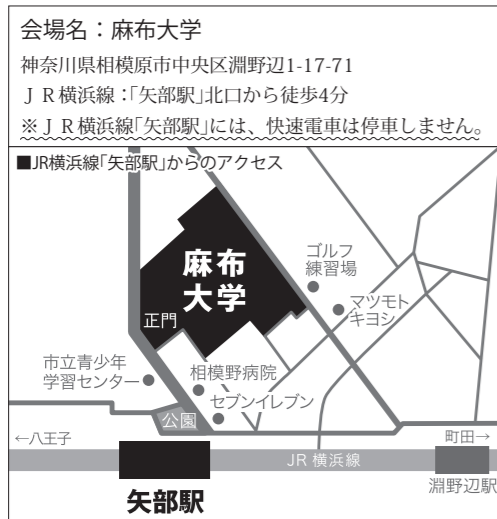 会場名：麻布大学
神奈川県相模原市中央区淵野辺1-17-71
ＪＲ横浜線：「矢部駅」北口から徒歩4分
※ＪＲ横浜線「矢部駅」には、快速電車は停車しません。
■JR横浜線「矢部駅」からのアクセス
麻布
大学
正門
ゴルフ
練習場
マツモト
キヨシ
市立青少年
学習センター
相模野病院
セブンイレブン
公園
←八王子
町田→
JR 横浜線
矢部駅
淵野辺駅